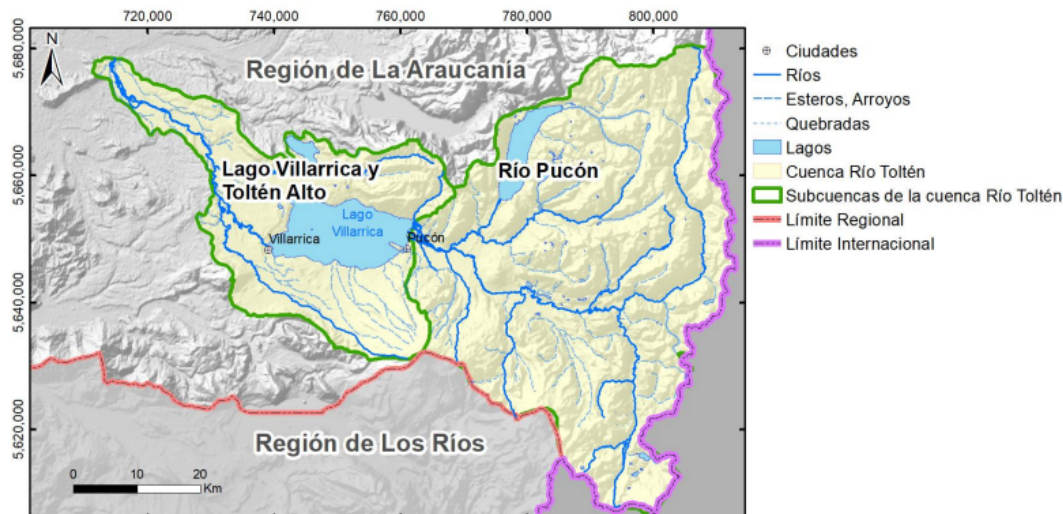 720,000
740,000
760,000
780,000
800,000
5,680,000
5,660,000
5,640,000
5,620,000
N
Región de La Araucanía
Lago Villarrica y
Toltén Alto
Río Pucón
Lago
Villarrica
Villarrica
Pucón
Región de Los Ríos
0 10 20
Km
Ciudades
Ríos
Esteros, Arroyos
Quebradas
Lagos
Cuenca Río Toltén
Subcuencas de la cuenca Río Toltén
Límite Regional
Límite Internacional